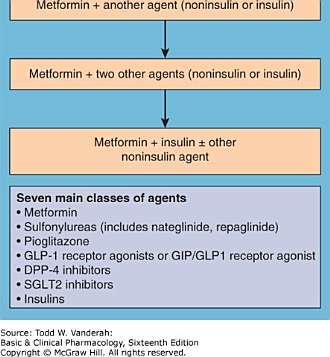 Metformin + another agent (noninsulin or insulin)
Metformin + two other agents (noninsulin or insulin)
Metformin + insulin ± other
noninsulin agent
Seven main classes of agents
• Metformin
• Sulfonylureas (includes nateglinide, repaglinide)
• Pioglitazone
• GLP-1 receptor agonists or GIP/GLP1 receptor agonist
• DPP-4 inhibitors
• SGLT2 inhibitors
• Insulins
Source: Todd W. Vanderah:
Basic & Clinical Pharmacology, Sixteenth Edition
Copyright © McGraw Hill. All rights reserved.